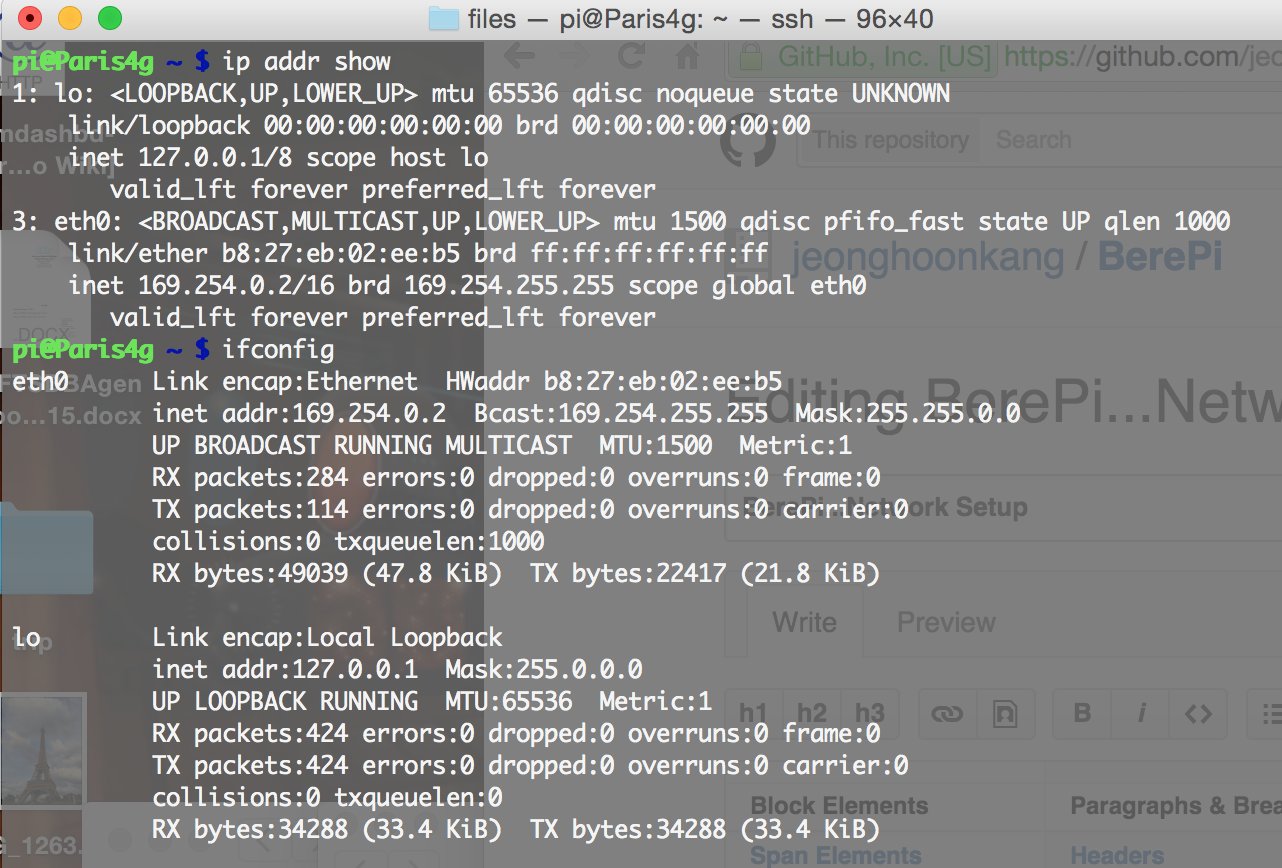 files — pi@Paris4g: ~ — ssh — 96×40
pi@Paris4g ~ $ ip addr show
1: lo: <LOOPBACK,UP,LOWER_UP> mtu 65536 qdisc noqueue state UNKNOWN
link/loopback 00:00:00:00:00:00 brd 00:00:00:00:00:00
inet 127.0.0.1/8 scope host lo
valid_lft forever preferred_lft forever
3: eth0: <BROADCAST,MULTICAST,UP,LOWER_UP> mtu 1500 qdisc pfifo_fast state UP qlen 1000
link/ether b8:27:eb:02:ee:b5 brd ff:ff:ff:ff:ff:ff
inet 169.254.0.2/16 brd 169.254.255.255 scope global eth0
valid_lft forever preferred_lft forever
pi@Paris4g ~ $ ifconfig
eth0 Link encap:Ethernet HWaddr b8:27:eb:02:ee:b5
inet addr:169.254.0.2 Bcast:169.254.255.255 Mask:255.255.0.0
UP BROADCAST RUNNING MULTICAST MTU:1500 Metric:1
RX packets:284 errors:0 dropped:0 overruns:0 frame:0
TX packets:114 errors:0 dropped:0 overruns:0 carrier:0
collisions:0 txqueuelen:1000
RX bytes:49039 (47.8 KiB) TX bytes:22417 (21.8 KiB)
lo Link encap:Local Loopback
inet addr:127.0.0.1 Mask:255.0.0.0
UP LOOPBACK RUNNING MTU:65536 Metric:1
RX packets:424 errors:0 dropped:0 overruns:0 frame:0
TX packets:424 errors:0 dropped:0 overruns:0 carrier:0
collisions:0 txqueuelen:0
RX bytes:34288 (33.4 KiB) TX bytes:34288 (33.4 KiB)
GitHub, Inc. [US] https://github.com/jeo
This repository Search
jeonghoonkang / BerePi
Editing BerePi...Netw
BerePi...Network Setup
Write Preview
h1 h2 h3 B i <>
Block Elements Paragraphs & Brea
Span Elements Headers
HTTP
...o Wiki
DOCX
...15.docx
trip
G_1263.